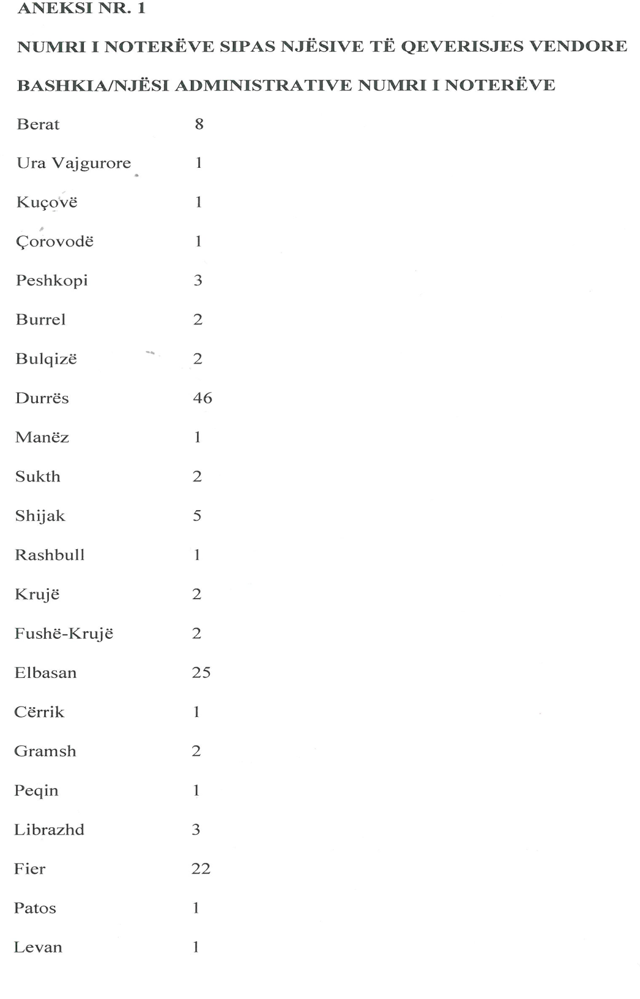 ANEKSI NR. 1
NUMRI I NOTERËVE SIPAS NJËSIVE TË QEVERISJES VENDORE
BASHKIA/NJËSI ADMINISTRATIVE NUMRI I NOTERËVE
Berat 8
Ura Vajgurore 1
Kuçovë 1
Çorovodë 1
Peshkopi 3
Burrel 2
Bulqizë 2
Durrës 46
Manëz 1
Sukth 2
Shijak 5
Rashbull 1
Krujë 2
Fushë-Krujë 2
Elbasan 25
Cërrik 1
Gramsh 2
Peqin 1
Librazhd 3
Fier 22
Patos 1
Levan 1